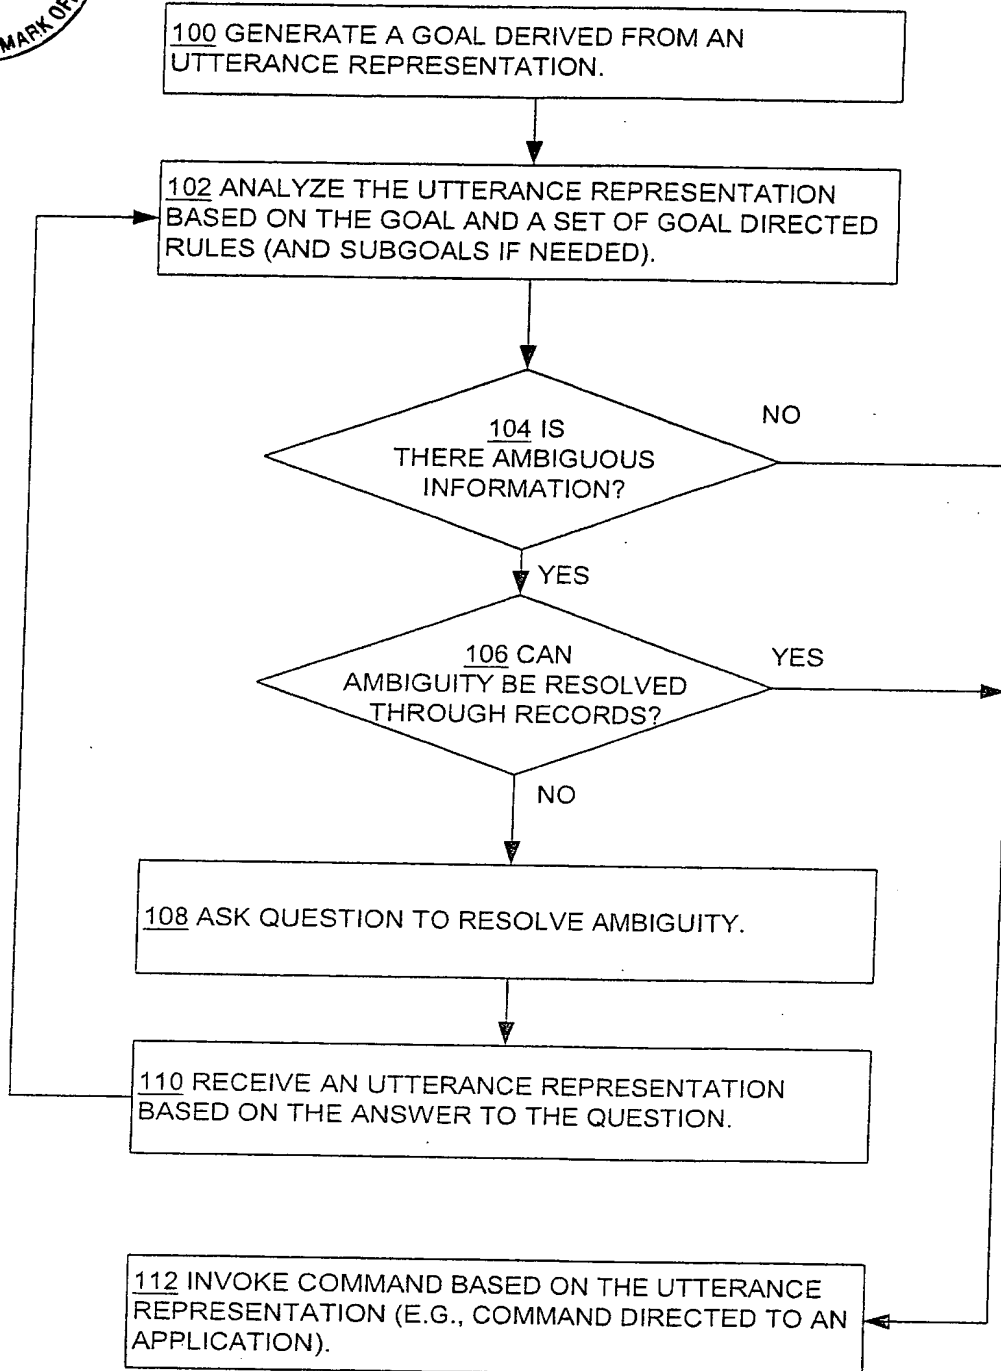 MARK OF
100 GENERATE A GOAL DERIVED FROM AN
UTTERANCE REPRESENTATION.
102 ANALYZE THE UTTERANCE REPRESENTATION
BASED ON THE GOAL AND A SET OF GOAL DIRECTED
RULES (AND SUBGOALS IF NEEDED).
104 IS
THERE AMBIGUOUS
INFORMATION?
NO
YES
106 CAN
AMBIGUITY BE RESOLVED
THROUGH RECORDS?
YES
NO
108 ASK QUESTION TO RESOLVE AMBIGUITY.
110 RECEIVE AN UTTERANCE REPRESENTATION
BASED ON THE ANSWER TO THE QUESTION.
112 INVOKE COMMAND BASED ON THE UTTERANCE
REPRESENTATION (E.G., COMMAND DIRECTED TO AN
APPLICATION).